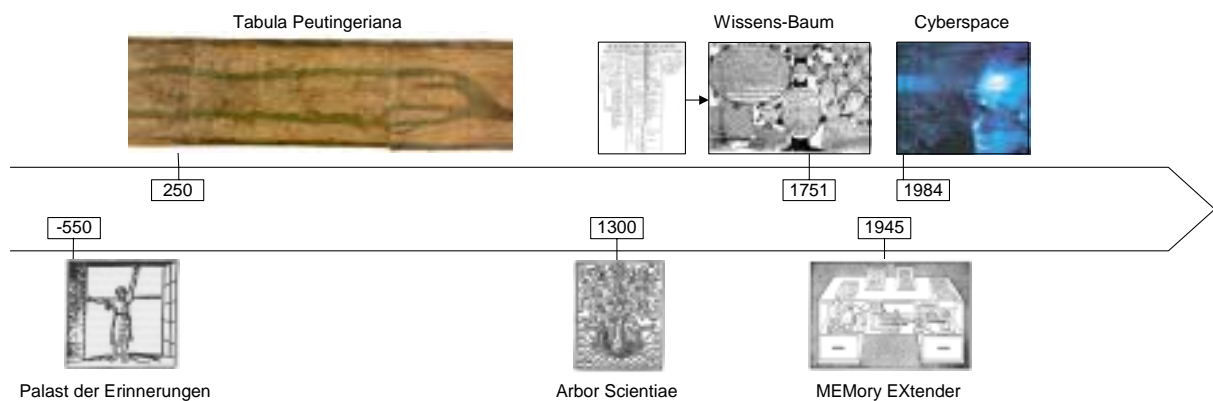 Tabula Peutingeriana
Wissens-Baum
Cyberspace
250
1751
1984
-550
1300
1945
Palast der Erinnerungen
Arbor Scientiae
MEMory EXtender